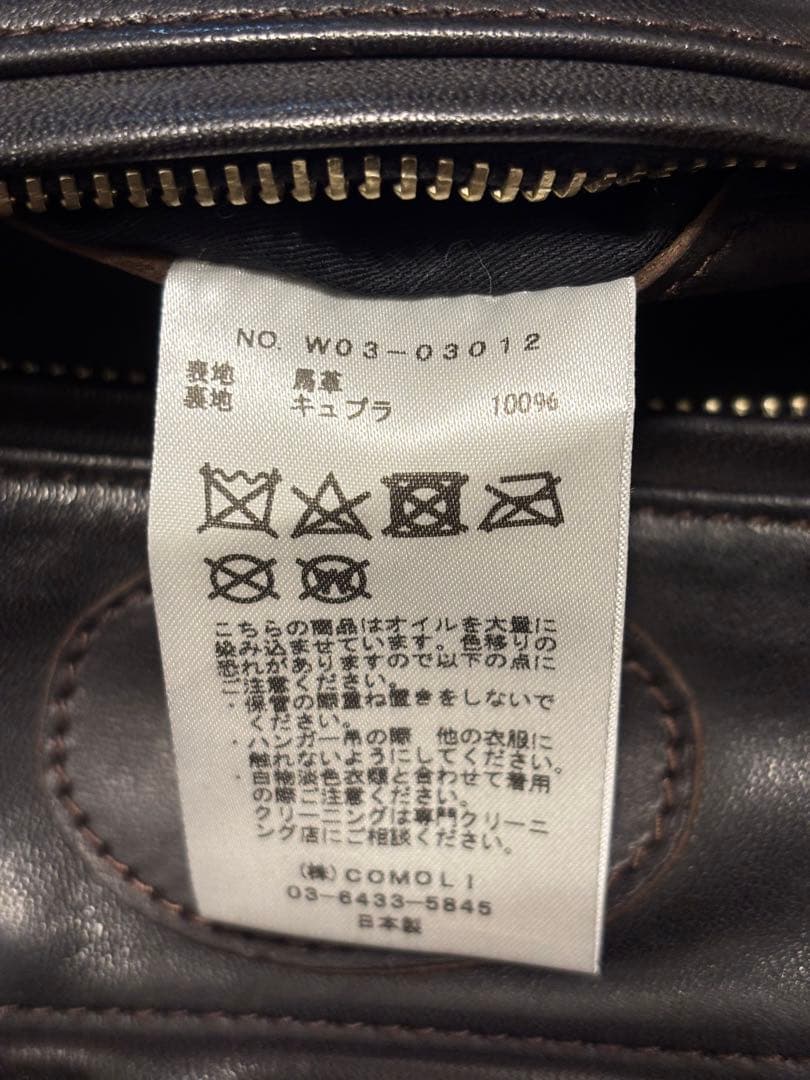 NO. W03-03012
表地 馬革
裏地 キュプラ 100%
W
こちらの商品はオイルを大量に
染み込ませています。色移りの
恐れがありますので以下の点に
ご注意ください。
・保管の際重ね置きをしないで
ください。
・ハンガー吊の際 他の衣服に
触れないようにしてください。
・白物淡色衣類と合わせて着用
の際ご注意ください。
クリーニングは専門クリーニ
ング店にご相談ください。
(株)COMOLI
03-6433-5845
日本製